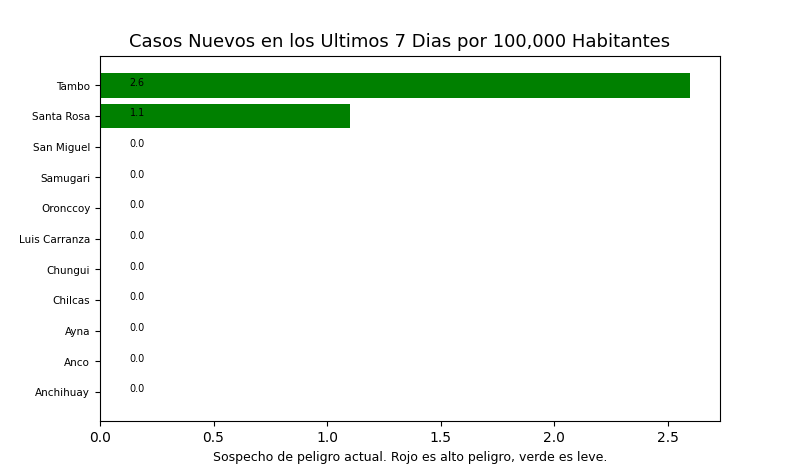 Casos Nuevos en los Ultimos 7 Dias por 100,000 Habitantes
Tambo 2.6
Santa Rosa 1.1
San Miguel 0.0
Samugari 0.0
Oronccoy 0.0
Luis Carranza 0.0
Chungui 0.0
Chilcas 0.0
Ayna 0.0
Anco 0.0
Anchihuay 0.0
0.0 0.5 1.0 1.5 2.0 2.5
Sospecho de peligro actual. Rojo es alto peligro, verde es leve.